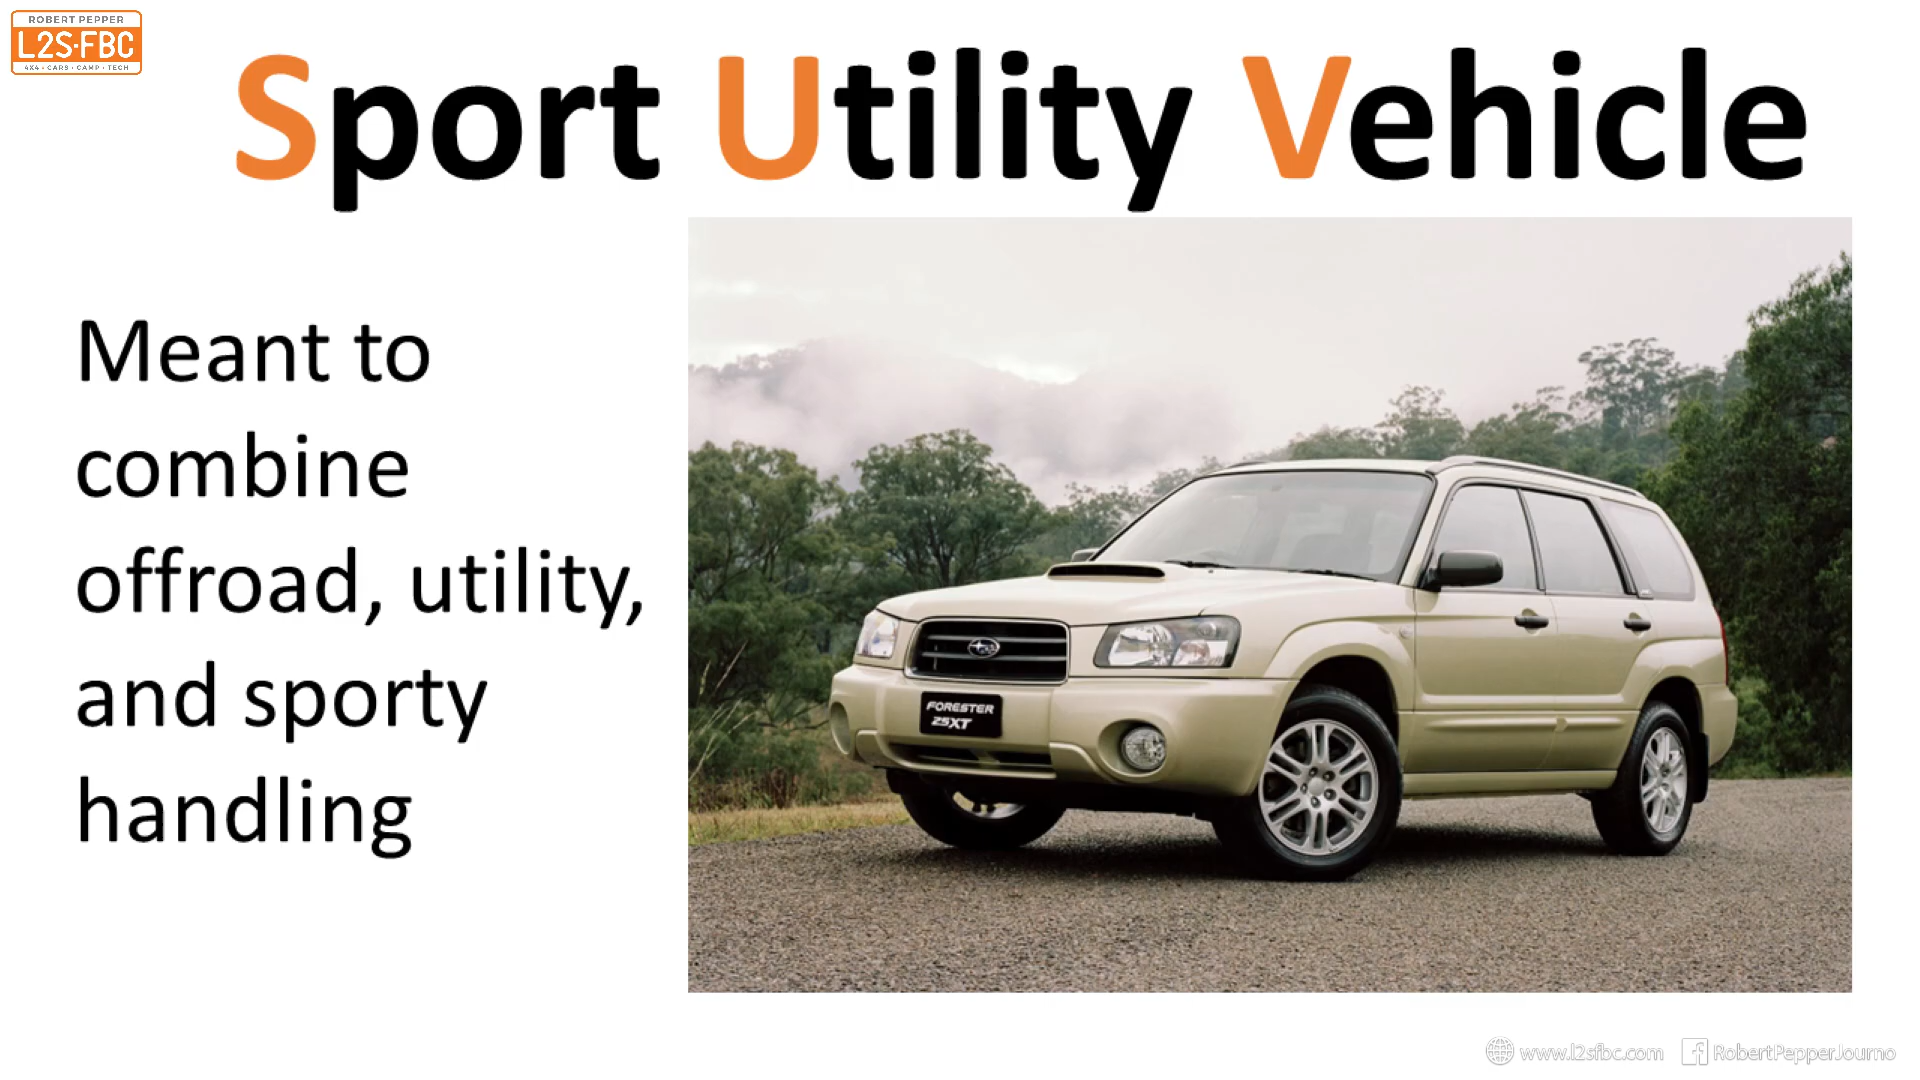 ROBERT PEPPER
L2S-FBC
4X4 • CARS • CAMP • TECH
Sport Utility Vehicle
Meant to
combine
offroad, utility,
and sporty
handling
FORESTER
25XT
www.l2sfbc.com RobertPepperJourno